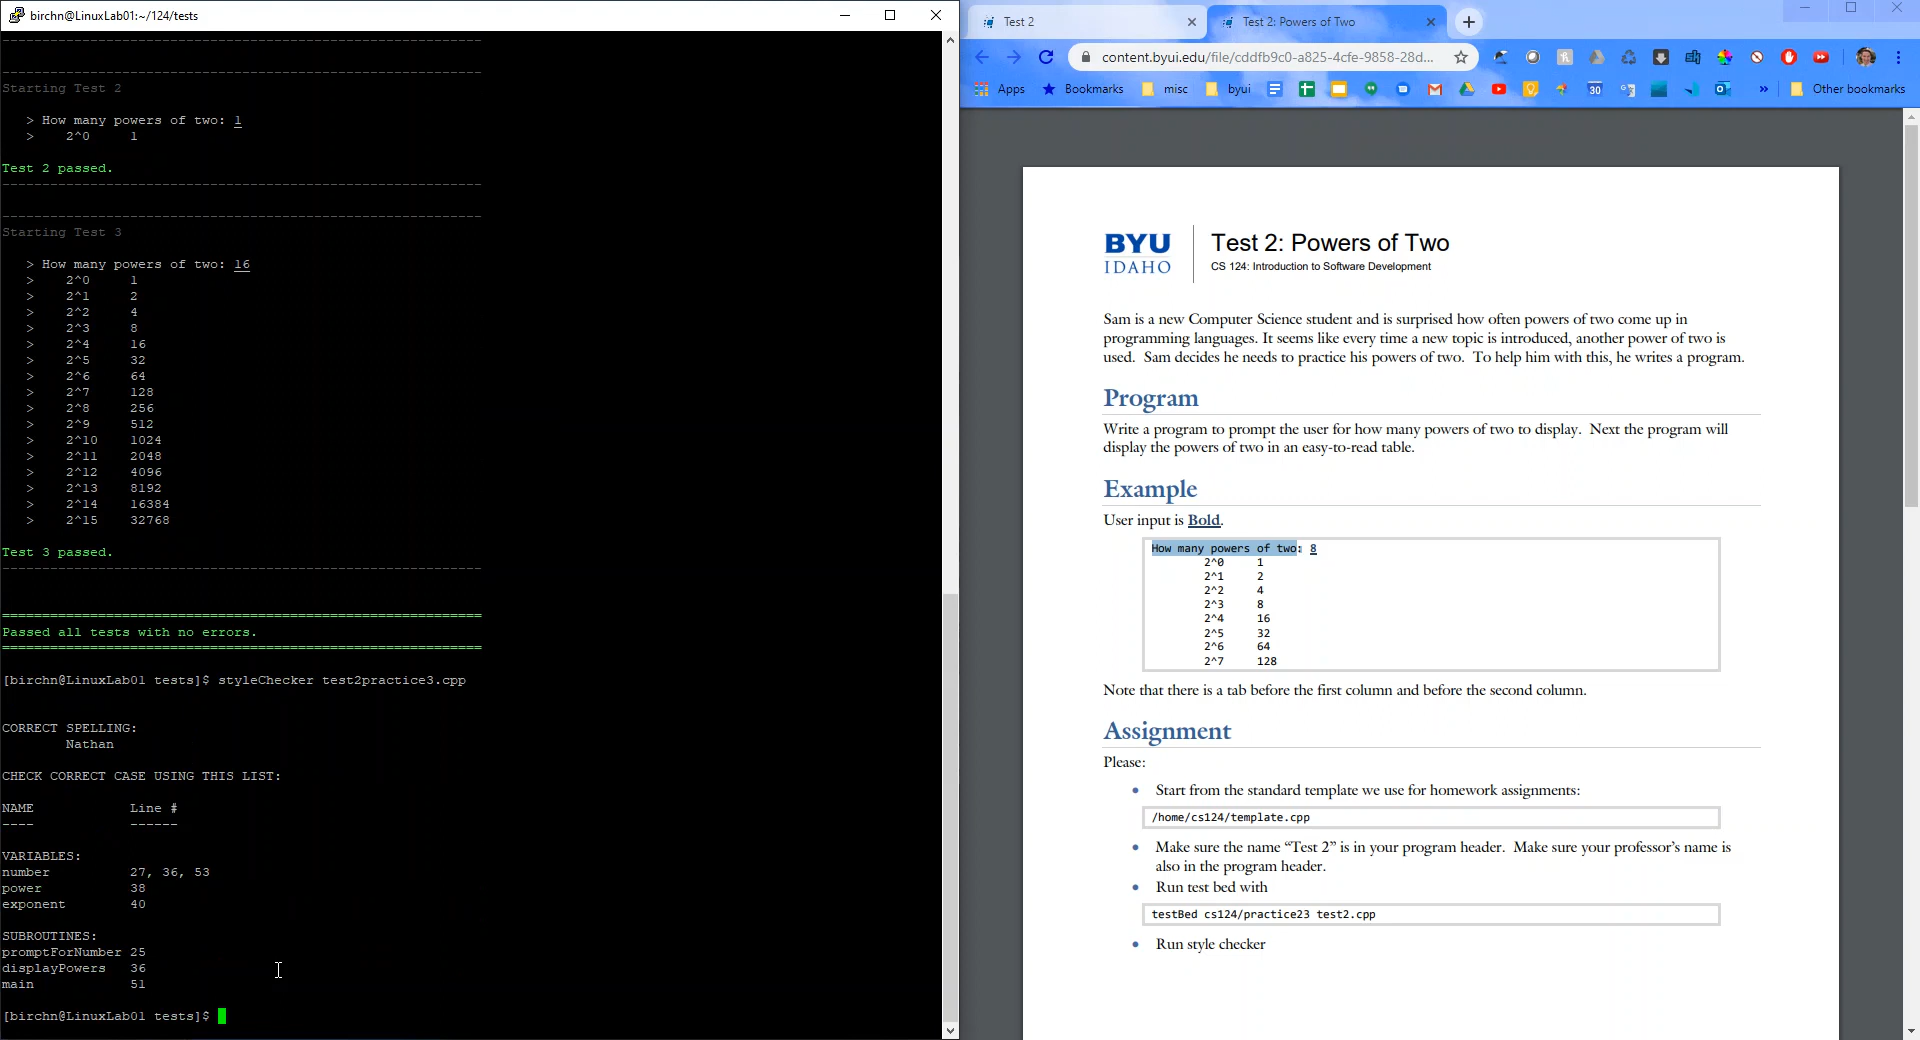 birchn@LinuxLab01:~/124/tests
Starting Test 2
> How many powers of two: 1
> 2^0 1
Test 2 passed.
Starting Test 3
> How many powers of two: 16
> 2^0 1
> 2^1 2
> 2^2 4
> 2^3 8
> 2^4 16
> 2^5 32
> 2^6 64
> 2^7 128
> 2^8 256
> 2^9 512
> 2^10 1024
> 2^11 2048
> 2^12 4096
> 2^13 8192
> 2^14 16384
> 2^15 32768
Test 3 passed.
Passed all tests with no errors.
[birchn@LinuxLab01 tests]$ styleChecker test2practice3.cpp
CORRECT SPELLING:
Nathan
CHECK CORRECT CASE USING THIS LIST:
NAME Line #
---- ------
VARIABLES:
number 27, 36, 53
power 38
exponent 40
SUBROUTINES:
promptForNumber 25
displayPowers 36
main 51
[birchn@LinuxLab01 tests]$
Test 2
Test 2: Powers of Two
content.byui.edu/file/cddfb9c0-a825-4cfe-9858-28d...
Apps Bookmarks misc byui 30 » Other bookmarks
BYU
IDAHO
Test 2: Powers of Two
CS 124: Introduction to Software Development
Sam is a new Computer Science student and is surprised how often powers of two come up in
programming languages. It seems like every time a new topic is introduced, another power of two is
used. Sam decides he needs to practice his powers of two. To help him with this, he writes a program.
Program
Write a program to prompt the user for how many powers of two to display. Next the program will
display the powers of two in an easy-to-read table.
Example
User input is Bold.
How many powers of two: 8
2^0 1
2^1 2
2^2 4
2^3 8
2^4 16
2^5 32
2^6 64
2^7 128
Note that there is a tab before the first column and before the second column.
Assignment
Please:
• Start from the standard template we use for homework assignments:
/home/cs124/template.cpp
• Make sure the name “Test 2” is in your program header. Make sure your professor’s name is
also in the program header.
• Run test bed with
testBed cs124/practice23 test2.cpp
• Run style checker